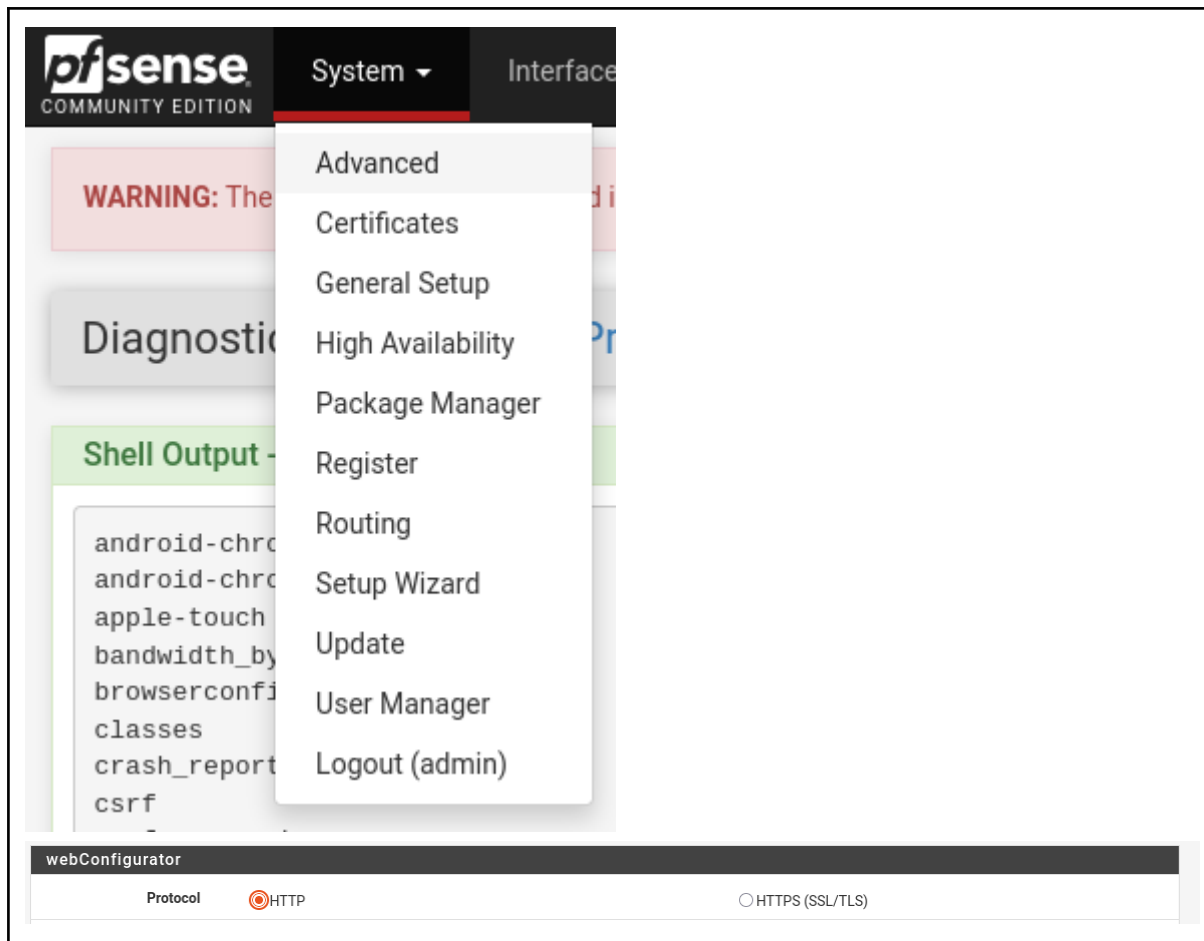 pfsense System Interface
COMMUNITY EDITION
Advanced
WARNING: The d i
Certificates
General Setup
Diagnostic Pr
High Availability
Package Manager
Shell Output -
Register
Routing
android-chro
android-chro
Setup Wizard
apple-touch
Update
bandwidth_by
browserconfi
User Manager
classes
crash_report
Logout (admin)
csrf
webConfigurator
Protocol HTTP HTTPS (SSL/TLS)